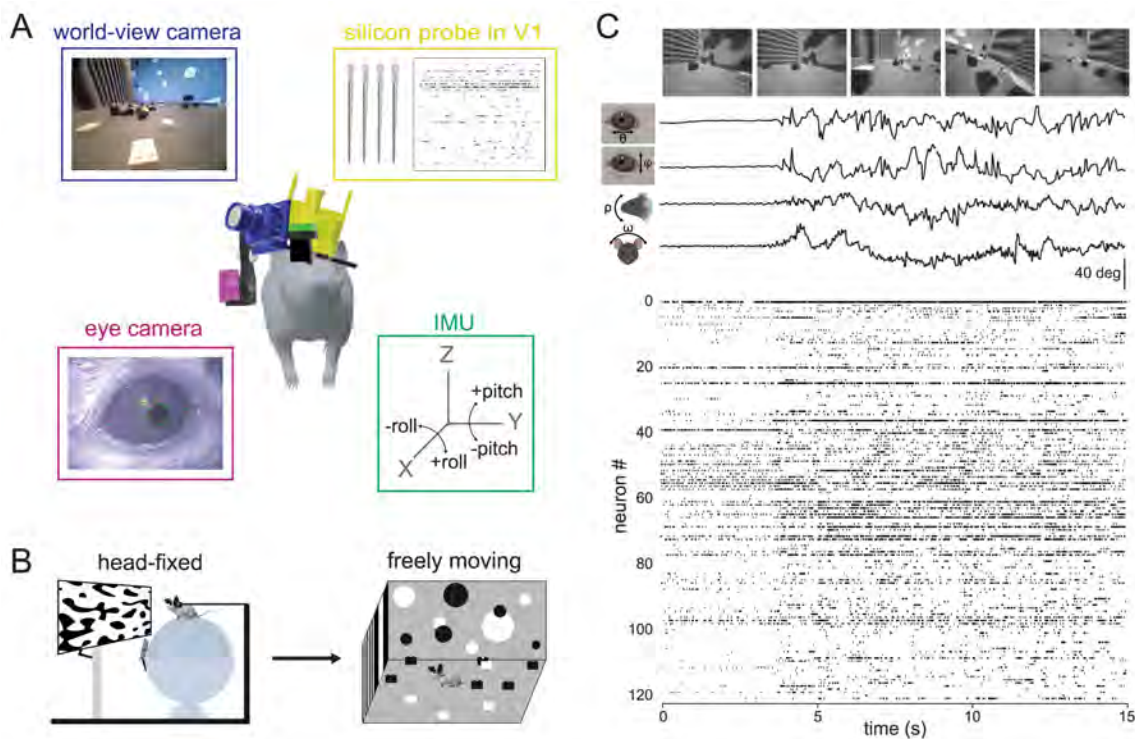 A
world-view camera
silicon probe in V1
eye camera
IMU
Z
+pitch
Y
-roll
-pitch
X
+roll
B
head-fixed
freely moving
C
θ
φ
ρ
ω
40 deg
0
20
40
60
80
100
120
neuron #
0
5
10
15
time (s)